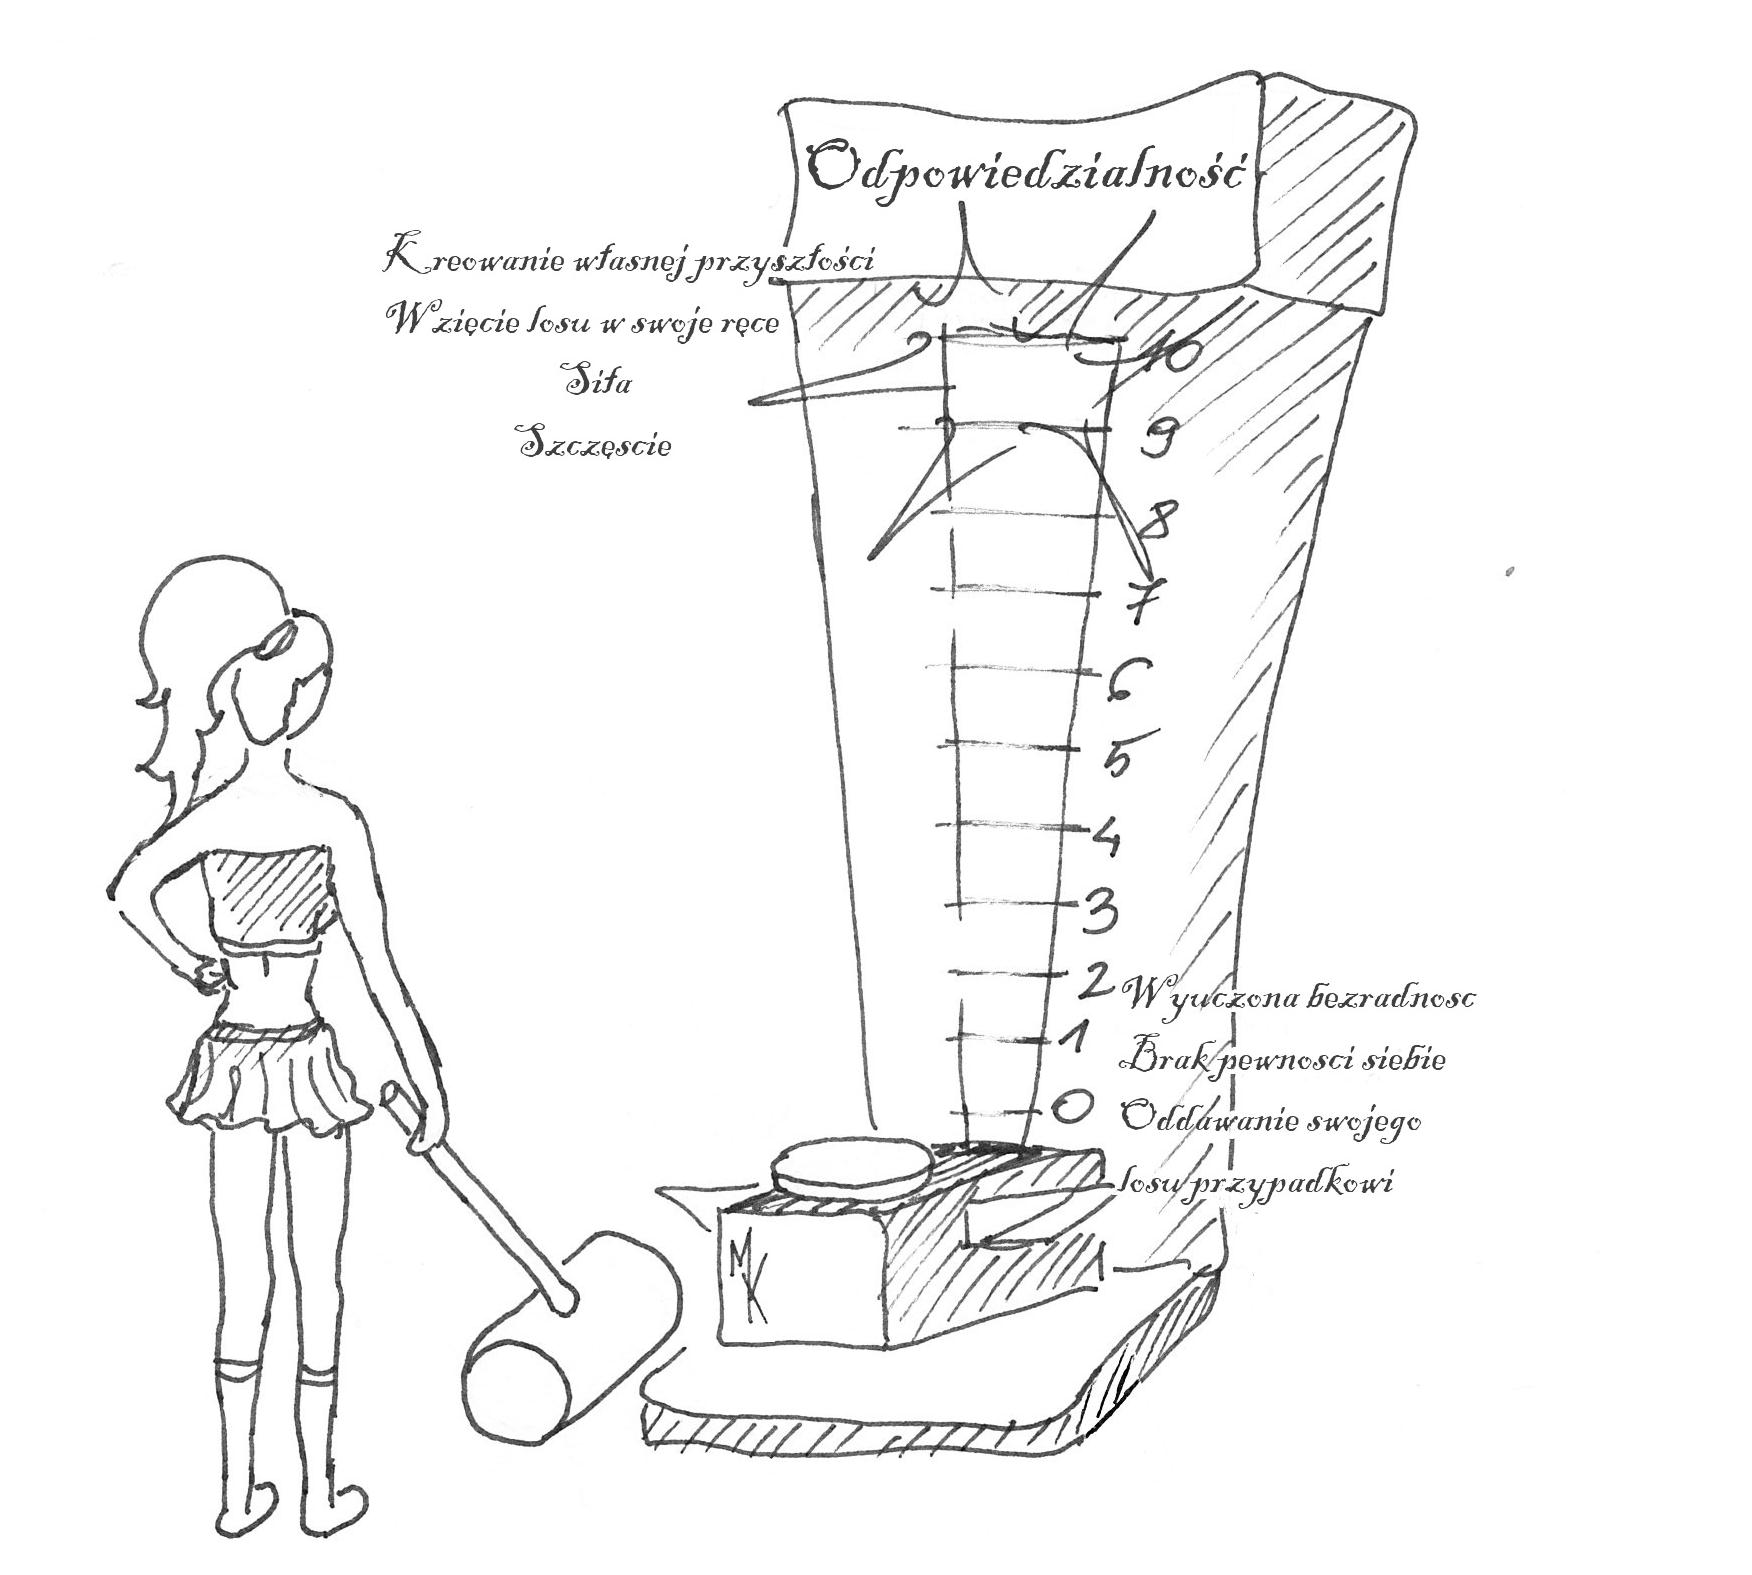 Odpowiedzialność
Kreowanie własnej przyszłości
Wzięcie losu w swoje ręce
Siła
Szczęscie
10
9
8
7
6
5
4
3
2
1
0
Wyuczona bezradnosc
Brak pewnosci siebie
Oddawanie swojego
losu przypadkowi
MK